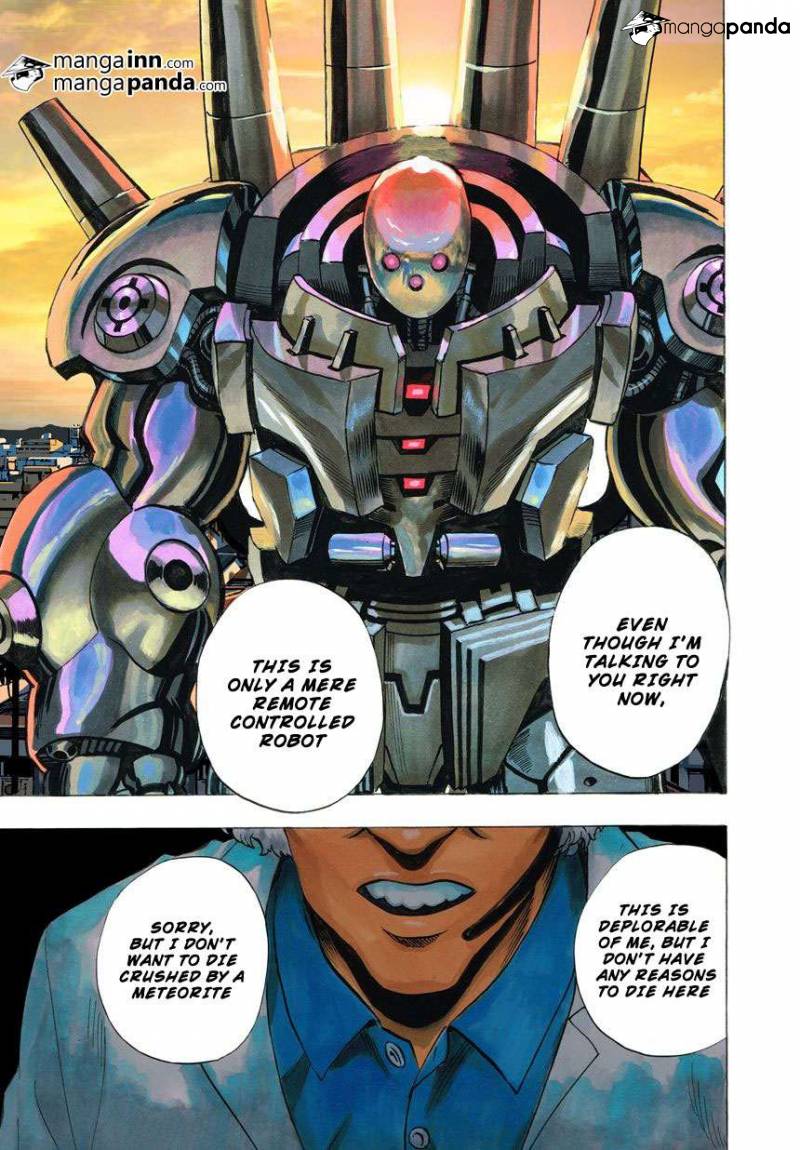 mangapanda
mangainn.com
mangapanda.com
EVEN
THOUGH I'M
TALKING TO
YOU RIGHT
NOW,
THIS IS
ONLY A MERE
REMOTE
CONTROLLED
ROBOT
THIS IS
DEPLORABLE
OF ME, BUT I
DON'T HAVE
ANY REASONS
TO DIE HERE
SORRY,
BUT I DON'T
WANT TO DIE
CRUSHED BY A
METEORITE